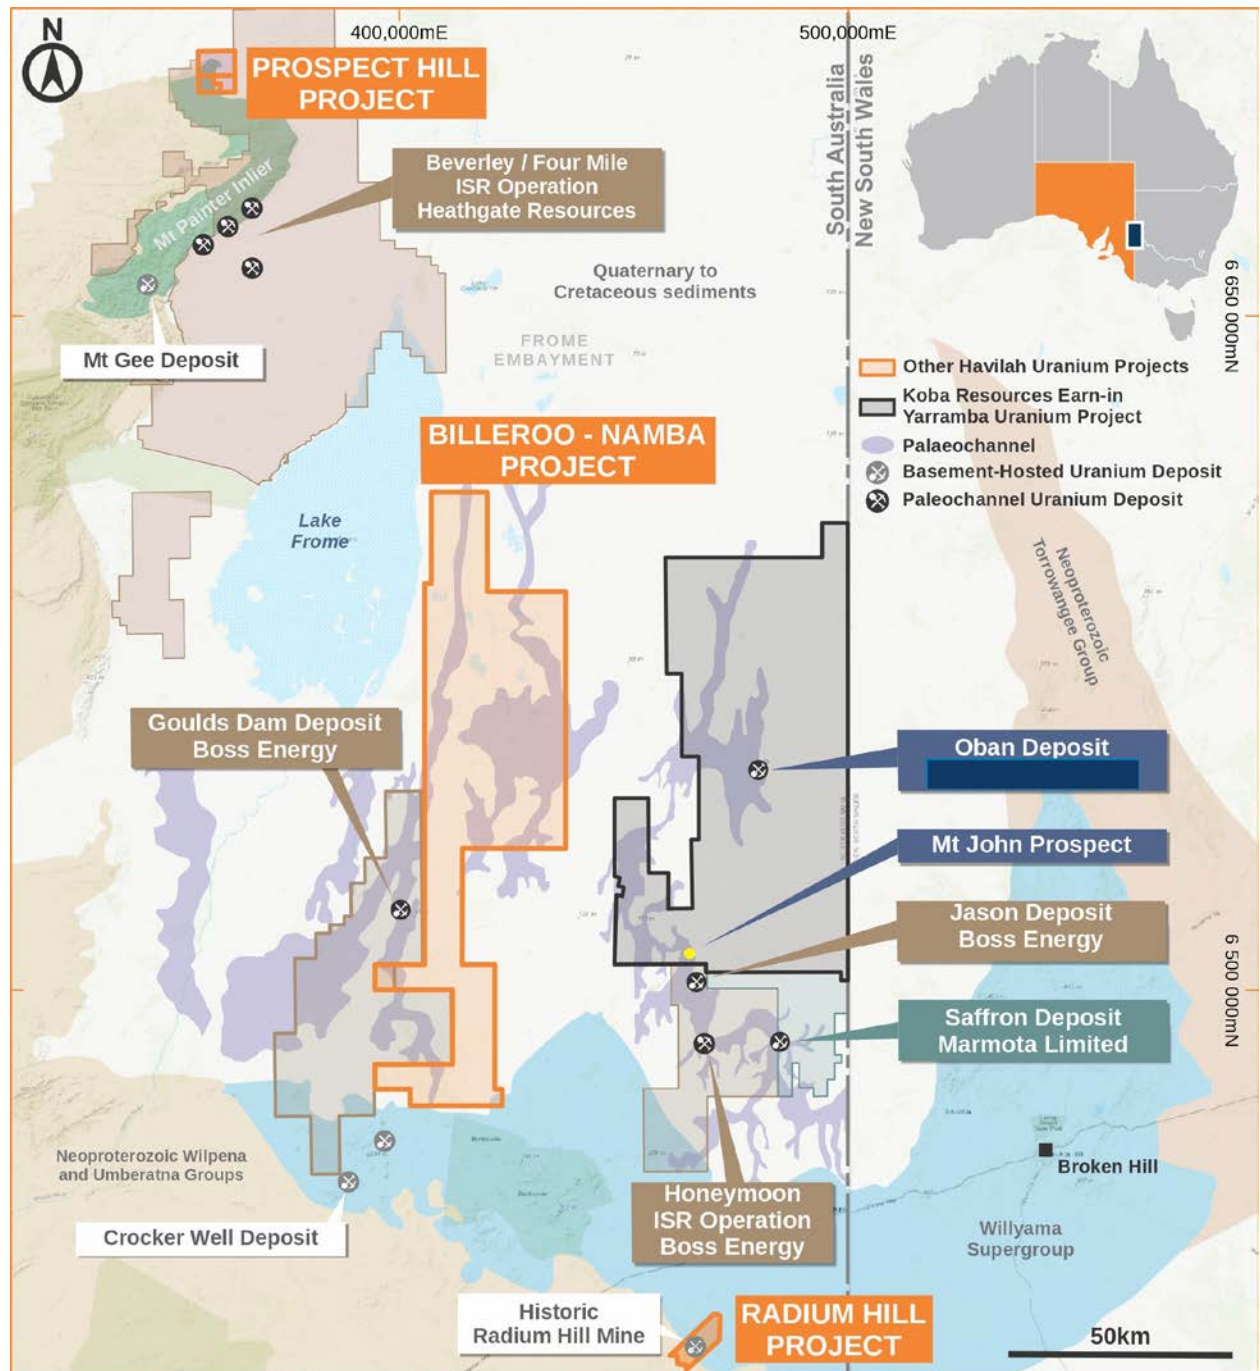 N
400,000mE
500,000mE
PROSPECT HILL
PROJECT
South Australia
New South Wales
Beverley / Four Mile
ISR Operation
Heathgate Resources
Mt Painter Inlier
Quaternary to
Cretaceous sediments
6 650 000mN
FROME
EMBAYMENT
Mt Gee Deposit
Other Havilah Uranium Projects
Koba Resources Earn-in
Yarramba Uranium Project
Palaeochannel
Basement-Hosted Uranium Deposit
Paleochannel Uranium Deposit
BILLEROO - NAMBA
PROJECT
Lake
Frome
Neoproterozoic
Torrowangee Group
Goulds Dam Deposit
Boss Energy
Oban Deposit
Mt John Prospect
Jason Deposit
Boss Energy
6 500 000mN
Saffron Deposit
Marmota Limited
Neoproterozoic Wilpena
and Umberatna Groups
Broken Hill
Crocker Well Deposit
Honeymoon
ISR Operation
Boss Energy
Willyama
Supergroup
Historic
Radium Hill Mine
RADIUM HILL
PROJECT
50km